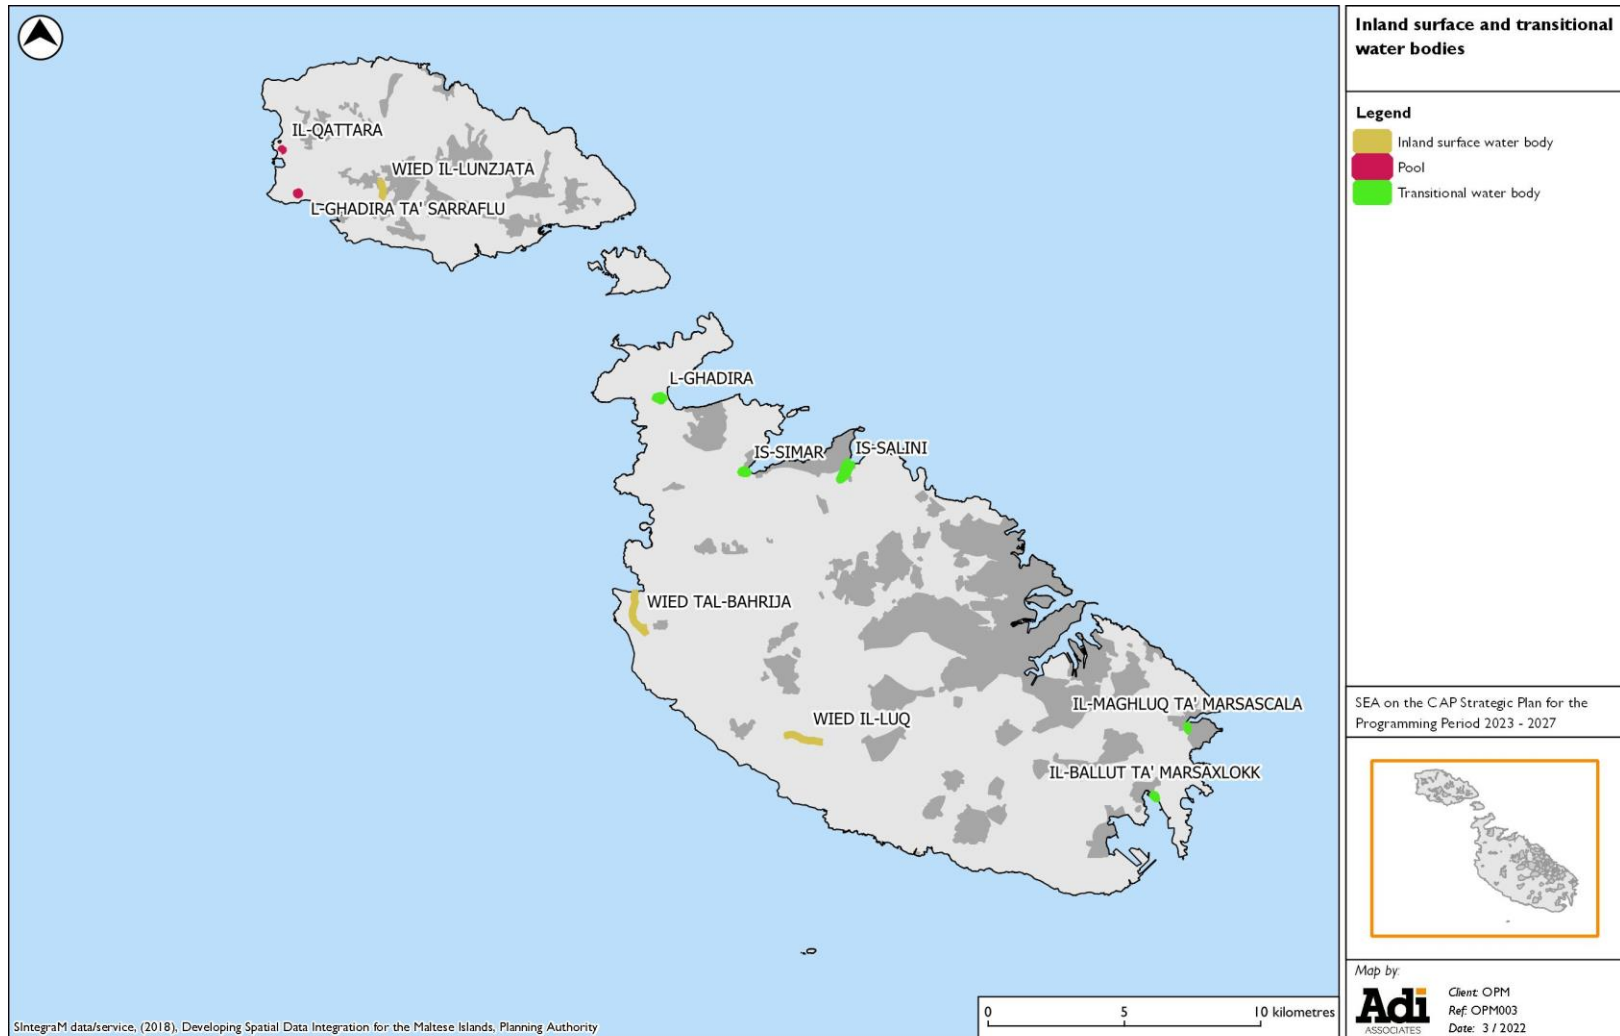 IL-QATTARA
WIED IL-LUNZJATA
L-GHADIRA TA' SARRAFLU
L-GHADIRA
IS-SIMAR
IS-SALINI
WIED TAL-BAHRIJA
WIED IL-LUQ
IL-MAGHLUQ TA' MARSASCALA
IL-BALLUT TA' MARSAXLOKK
0 5 10 kilometres
SIntegraM data/service, (2018), Developing Spatial Data Integration for the Maltese Islands, Planning Authority
Inland surface and transitional
water bodies
Legend
Inland surface water body
Pool
Transitional water body
SEA on the CAP Strategic Plan for the
Programming Period 2023 - 2027
Map by:
Adi
ASSOCIATES
Client: OPM
Ref: OPM003
Date: 3 / 2022